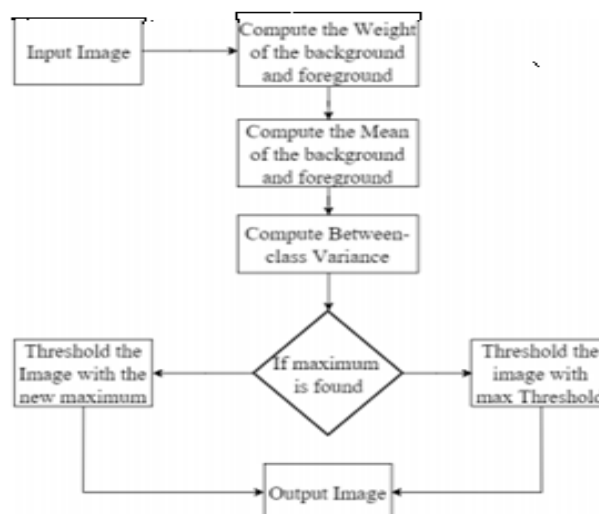 Input Image
Compute the Weight
of the background
and foreground
Compute the Mean
of the background
and foreground
Compute Between-
class Variance
If maximum
is found
Threshold the
Image with the
new maximum
Threshold the
image with
max Threshold
Output Image